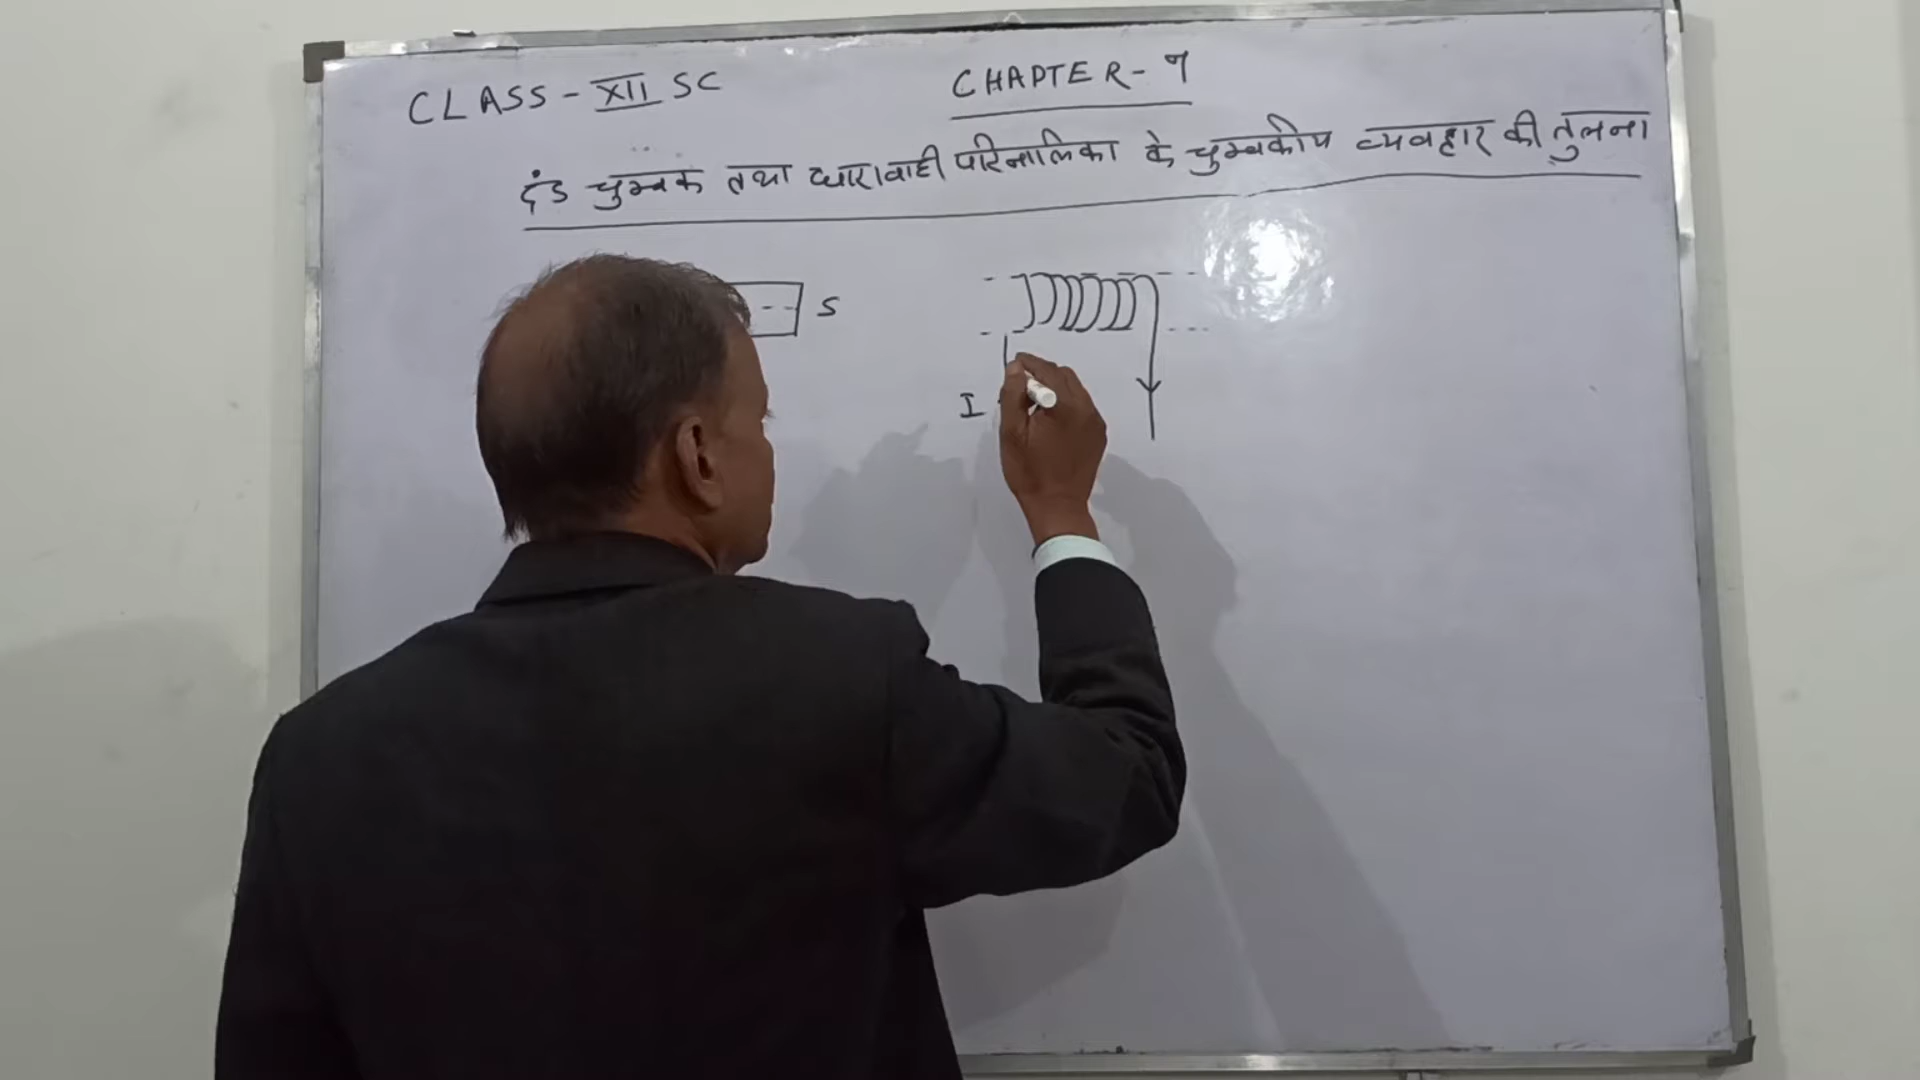 CLASS - XII SC CHAPTER - 7
दंड चुम्बक तथा धारावाही परिनालिका के चुम्बकीय व्यवहार की तुलना
S
I